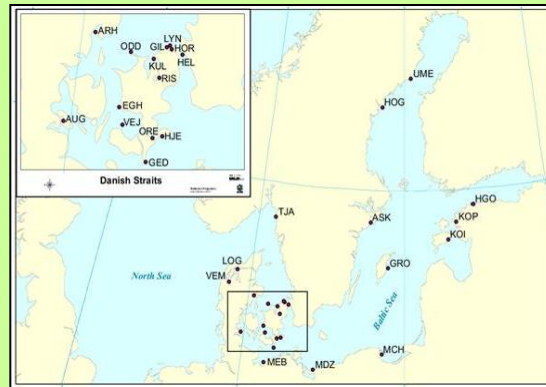 ARH
LYN
ODD
GIL
HOR
KUL
HEL
RIS
EGH
AUG
VEJ
ORE
HJE
GED
Danish Straits
UME
HOG
HGO
TJA
ASK
KOP
KOI
LOG
GRO
North Sea
VEM
Baltic Sea
MCH
MEB
MDZ